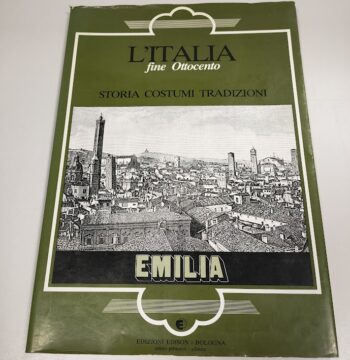 L'ITALIA
fine Ottocento
STORIA COSTUMI TRADIZIONI
EMILIA
E
EDIZIONI EDISON - BOLOGNA